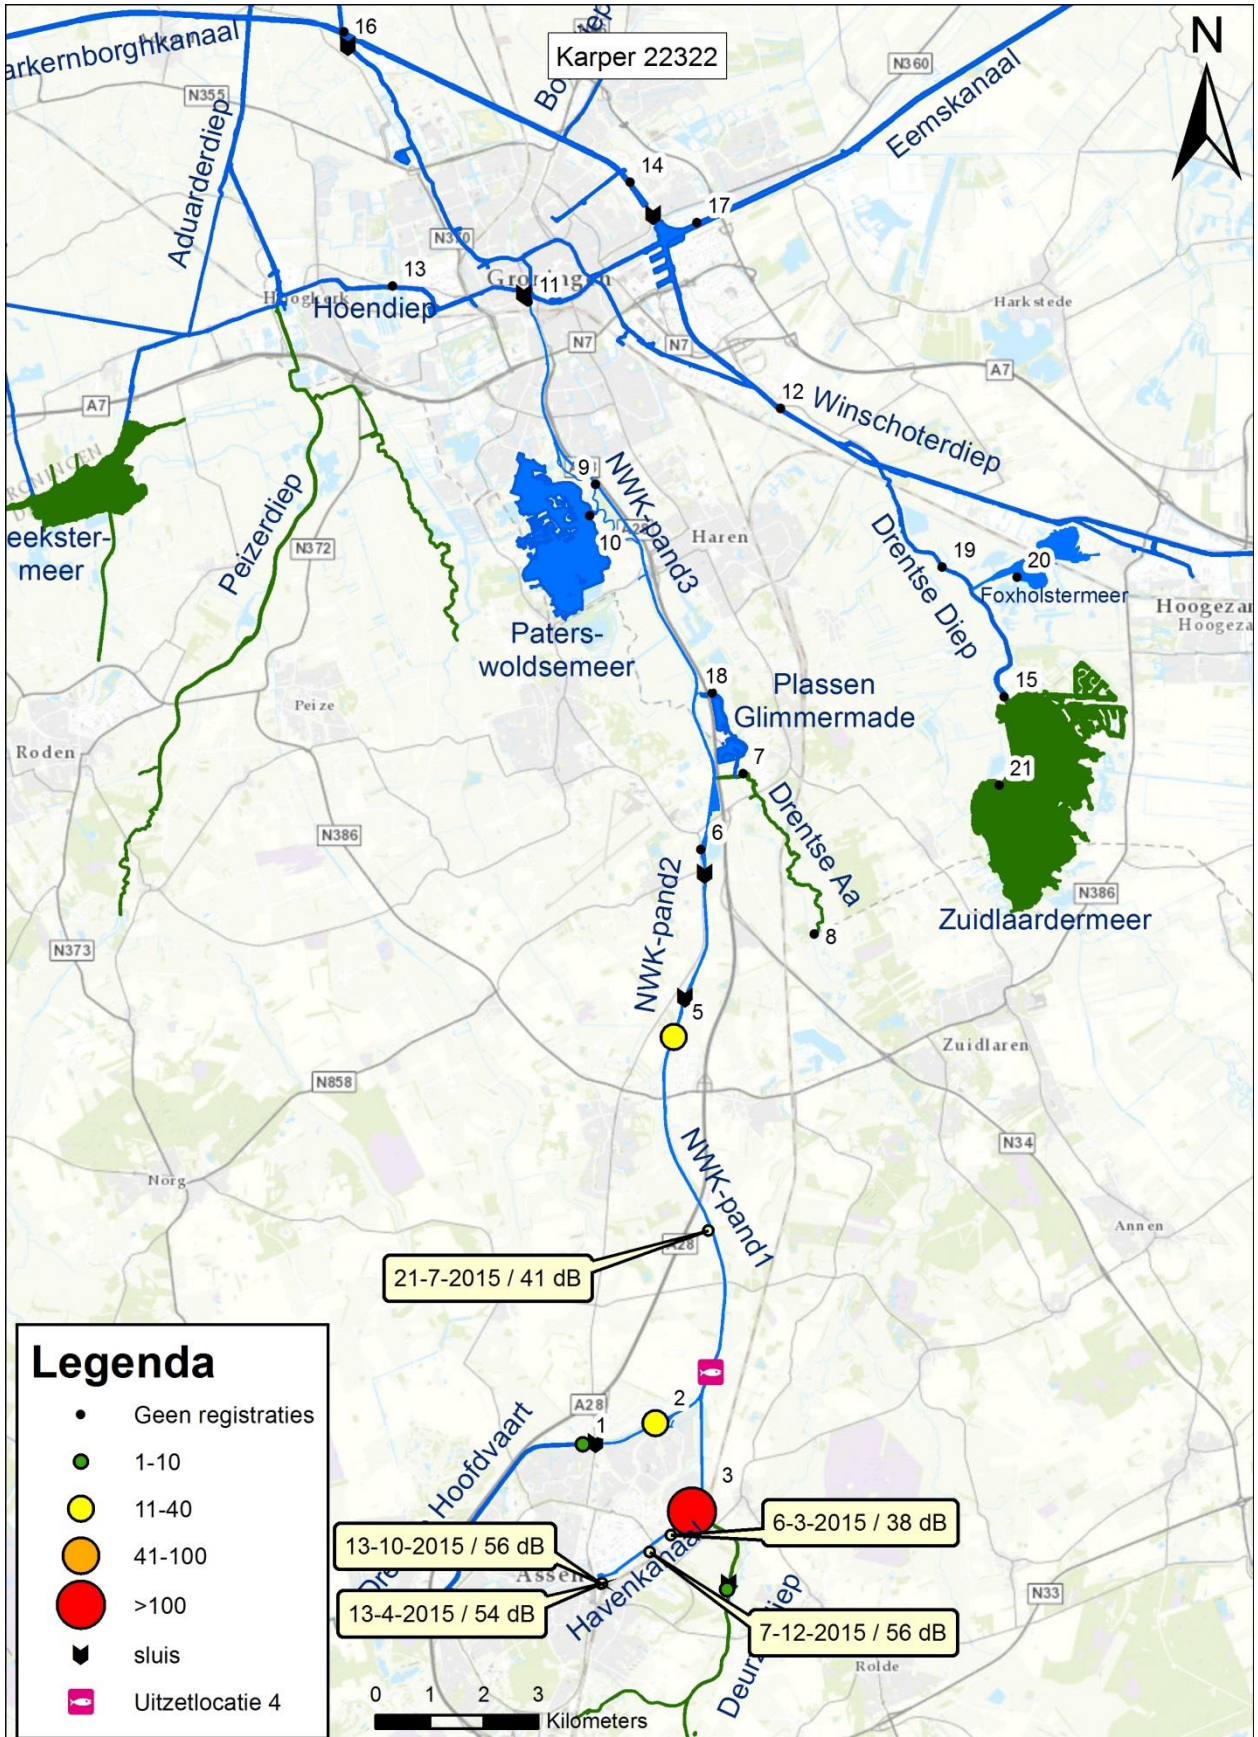 16
Karper 22322
N
arkernborghkanaal
N360
N355
Eemskanaal
Aduarderdiep
14
17
N370
13
Groningen
11
Harkstede
Hoogkerk
Hoendiep
N7
N7
A7
A7
12
Winschoterdiep
9
NWK-pand3
10
Haren
eekster-
meer
Peizerdiep
N372
Drentse Diep
19
20
Foxholstermeer
Hoogezan
Hoogeza
Paters-
woldsemeer
18
Plassen
Glimmermade
15
Peize
Roden
7
21
Drentse Aa
N386
6
NWK-pand2
N386
Zuidlaardermeer
8
N373
5
Zuidlaren
N858
N34
Norg
NWK-pand1
Annen
A28
21-7-2015 / 41 dB
Legenda
Geen registraties
1-10
11-40
41-100
>100
sluis
Uitzetlocatie 4
A28
2
1
Hoofdvaart
3
6-3-2015 / 38 dB
13-10-2015 / 56 dB
Assen
Havenkanaal
13-4-2015 / 54 dB
7-12-2015 / 56 dB
N33
Rolde
0 1 2 3
Kilometers